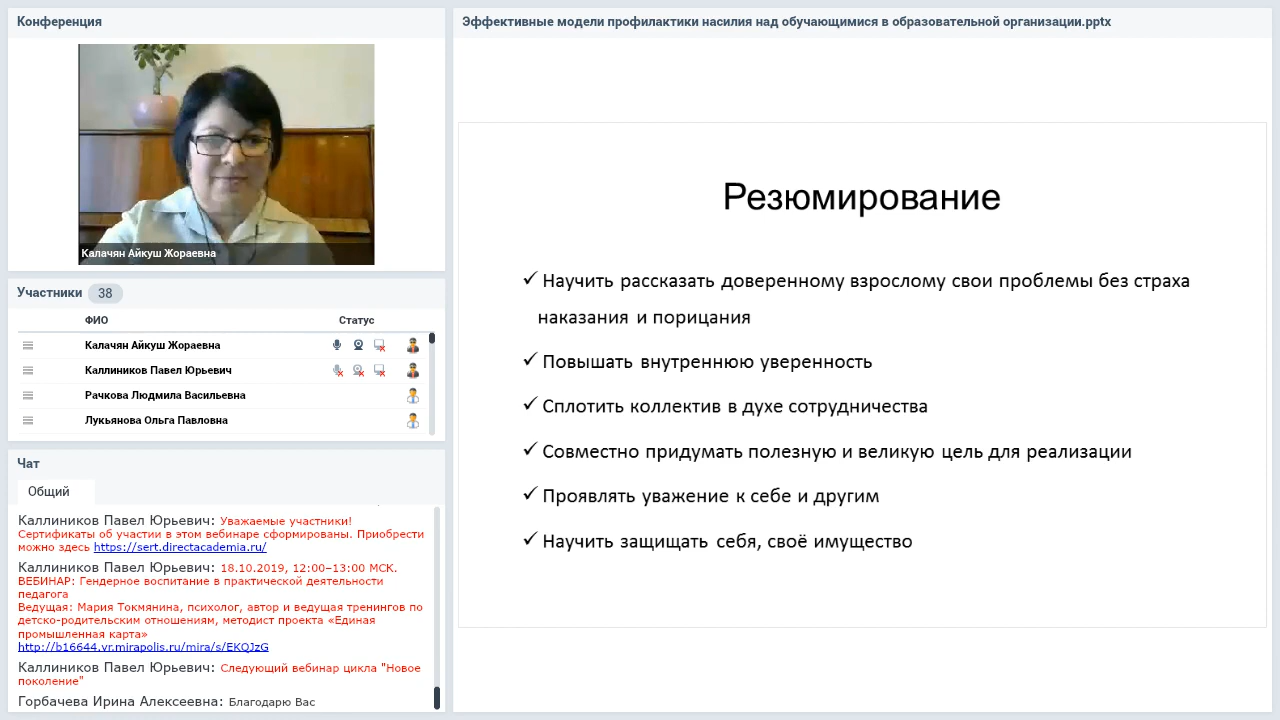 Конференция
Калачян Айкуш Жораевна
Участники 38
ФИО Статус
Калачян Айкуш Жораевна
Каллиников Павел Юрьевич
Рачкова Людмила Васильевна
Лукьянова Ольга Павловна
Чат
Общий
Каллиников Павел Юрьевич: Уважаемые участники!
Сертификаты об участии в этом вебинаре сформированы. Приобрести
можно здесь https://sert.directacademia.ru/
Каллиников Павел Юрьевич: 18.10.2019, 12:00–13:00 МСК.
ВЕБИНАР: Гендерное воспитание в практической деятельности
педагога
Ведущая: Мария Токмянина, психолог, автор и ведущая тренингов по
детско-родительским отношениям, методист проекта «Единая
промышленная карта»
http://b16644.vr.mirapolis.ru/mira/s/EKQJzG
Каллиников Павел Юрьевич: Следующий вебинар цикла "Новое
поколение"
Горбачева Ирина Алексеевна: Благодарю Вас
Эффективные модели профилактики насилия над обучающимися в образовательной организации.pptx
Резюмирование
✓ Научить рассказать доверенному взрослому свои проблемы без страха
наказания и порицания
✓ Повышать внутреннюю уверенность
✓ Сплотить коллектив в духе сотрудничества
✓ Совместно придумать полезную и великую цель для реализации
✓ Проявлять уважение к себе и другим
✓ Научить защищать себя, своё имущество